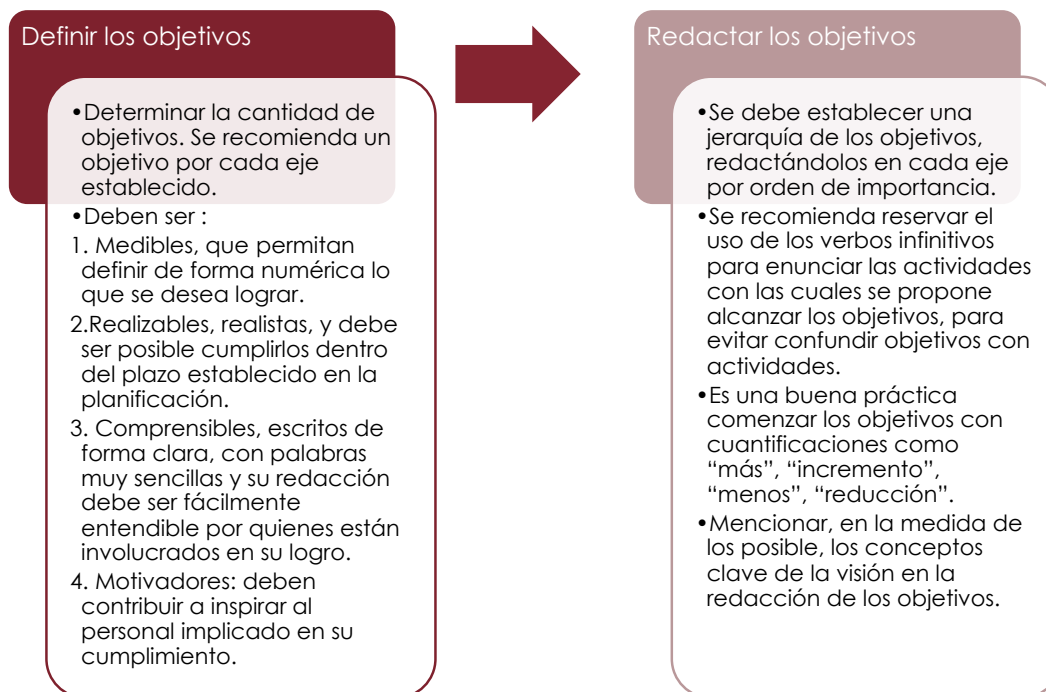 Definir los objetivos
•Determinar la cantidad de
objetivos. Se recomienda un
objetivo por cada eje
establecido.
•Deben ser :
1. Medibles, que permitan
definir de forma numérica lo
que se desea lograr.
2.Realizables, realistas, y debe
ser posible cumplirlos dentro
del plazo establecido en la
planificación.
3. Comprensibles, escritos de
forma clara, con palabras
muy sencillas y su redacción
debe ser fácilmente
entendible por quienes están
involucrados en su logro.
4. Motivadores: deben
contribuir a inspirar al
personal implicado en su
cumplimiento.
Redactar los objetivos
•Se debe establecer una
jerarquía de los objetivos,
redactándolos en cada eje
por orden de importancia.
•Se recomienda reservar el
uso de los verbos infinitivos
para enunciar las actividades
con las cuales se propone
alcanzar los objetivos, para
evitar confundir objetivos con
actividades.
•Es una buena práctica
comenzar los objetivos con
cuantificaciones como
“más”, “incremento”,
“menos”, “reducción”.
•Mencionar, en la medida de
los posible, los conceptos
clave de la visión en la
redacción de los objetivos.